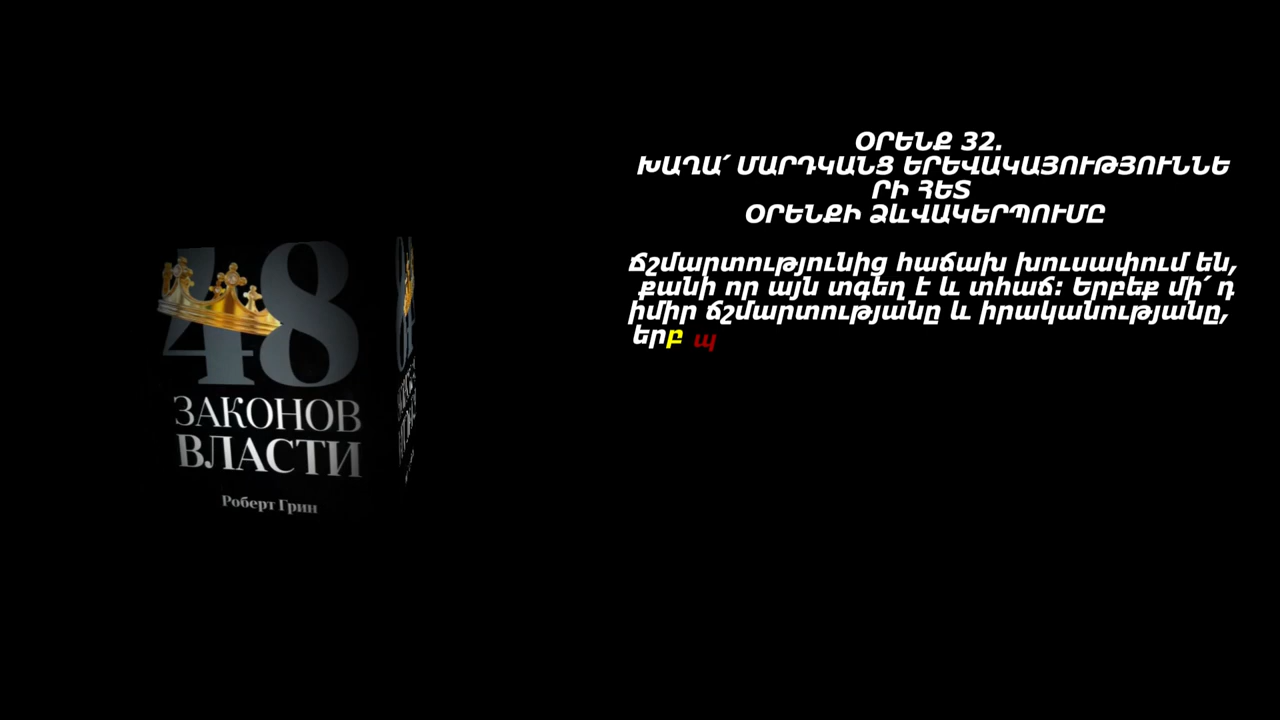 48
ЗАКОНОВ
ВЛАСТИ
Роберт Грин
ՕՐԵՆՔ 32.
ԽԱՂԱ՛ ՄԱՐԴԿԱՆՑ ԵՐԵՎԱԿԱՅՈՒԹՅՈՒՆՆԵ
ՐԻ ՀԵՏ
ՕՐԵՆՔԻ ՁևՎԱԿԵՐՊՈՒՄԸ
Ճշմարտությունից հաճախ խուսափում են,
քանի որ այն տգեղ է և տհաճ: Երբեք մի՛ դ
իմիր ճշմարտությանը և իրականությանը,
երբ պ